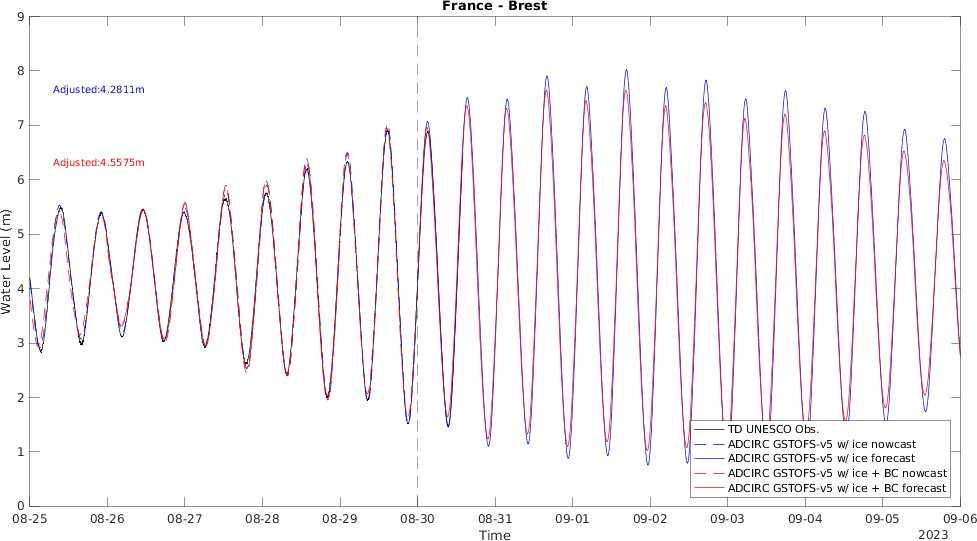 France - Brest
9
8
7
6
5
4
3
2
1
0
Water Level (m)
Adjusted:4.2811m
Adjusted:4.5575m
TD UNESCO Obs.
ADCIRC GSTOFS-v5 w/ ice nowcast
ADCIRC GSTOFS-v5 w/ ice forecast
ADCIRC GSTOFS-v5 w/ ice + BC nowcast
ADCIRC GSTOFS-v5 w/ ice + BC forecast
08-25 08-26 08-27 08-28 08-29 08-30 08-31 09-01 09-02 09-03 09-04 09-05 09-06
Time
2023